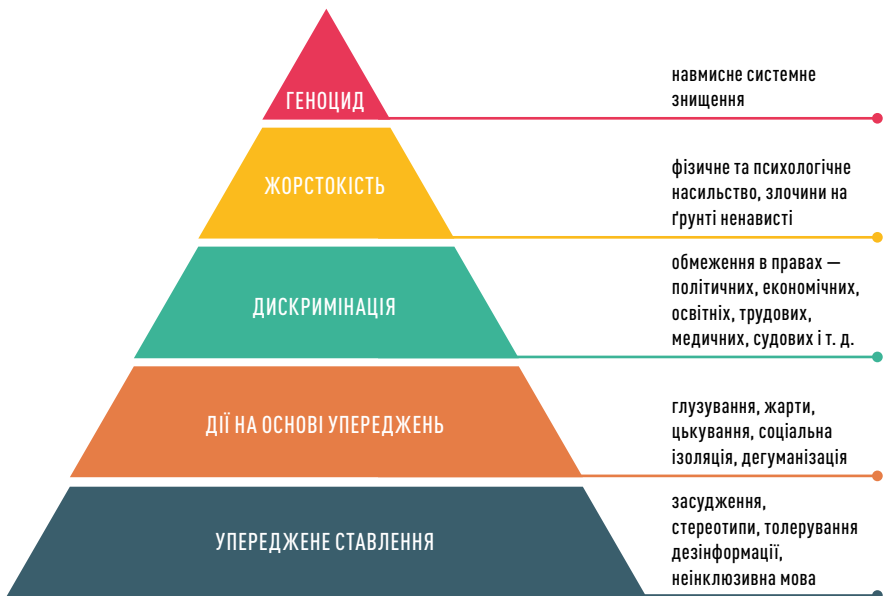 ГЕНОЦИД
навмисне системне
знищення
ЖОРСТОКІСТЬ
фізичне та психологічне
насильство, злочини на
ґрунті ненависті
ДИСКРИМІНАЦІЯ
обмеження в правах —
політичних, економічних,
освітніх, трудових,
медичних, судових і т. д.
ДІЇ НА ОСНОВІ УПЕРЕДЖЕНЬ
глузування, жарти,
цькування, соціальна
ізоляція, дегуманізація
УПЕРЕДЖЕНЕ СТАВЛЕННЯ
засудження,
стереотипи, толерування
дезінформації,
неінклюзивна мова